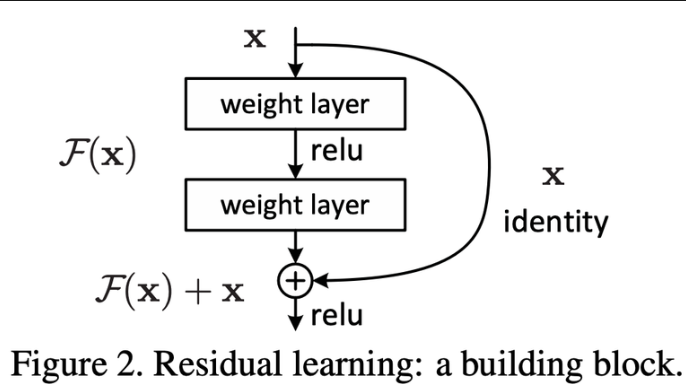 x
weight layer
relu
F(x)
x
weight layer
identity
F(x) + x
relu
Figure 2. Residual learning: a building block.